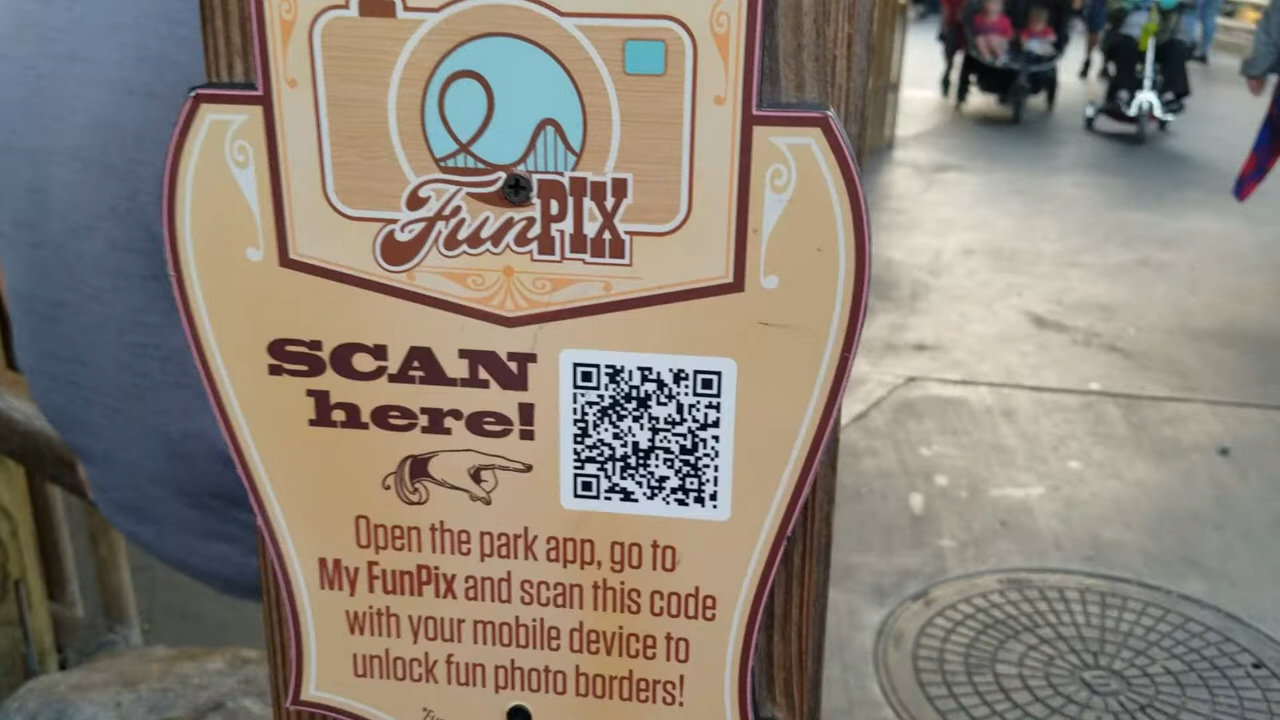 FunPIX
SCAN
here!
Open the park app, go to
My FunPix and scan this code
with your mobile device to
unlock fun photo borders!